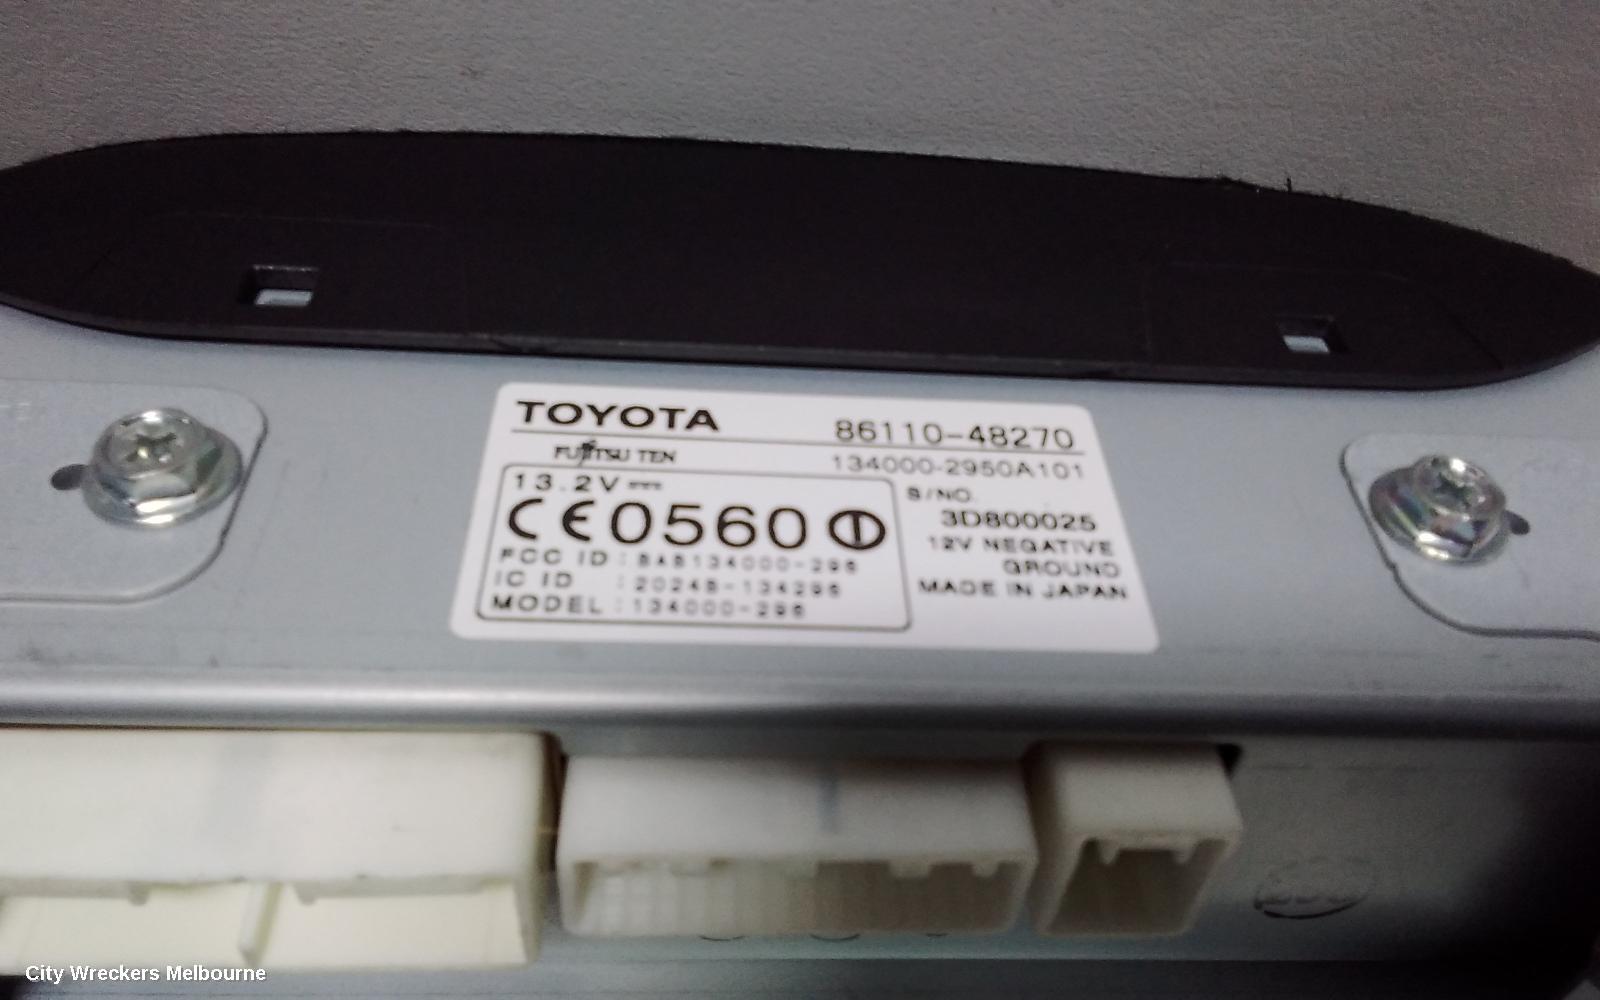 TOYOTA 86110-48270
FUJITSU TEN 134000-2950A101
13.2V
S/NO.
CE0560
3D800025
12V NEGATIVE
GROUND
MADE IN JAPAN
FCC ID : BAB134000-296
IC ID : 2024B-134296
MODEL : 134000-296
City Wreckers Melbourne